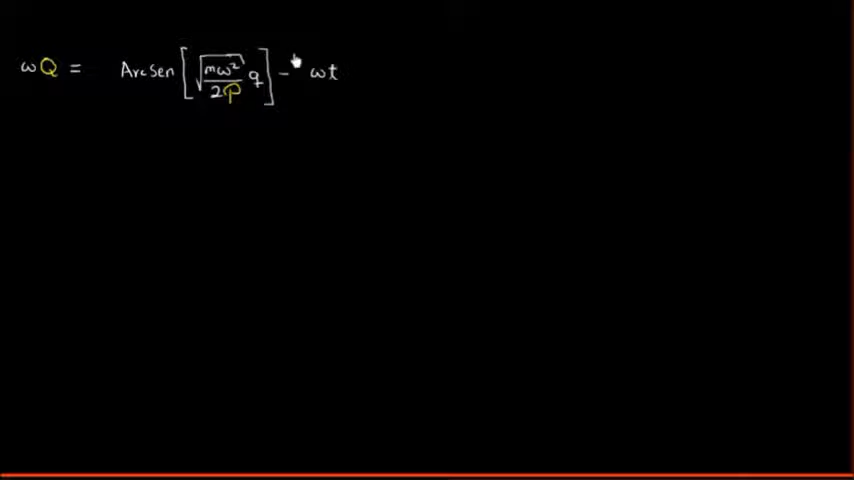 ωQ = ArcSen [√(mω²/2P) q] - ωt